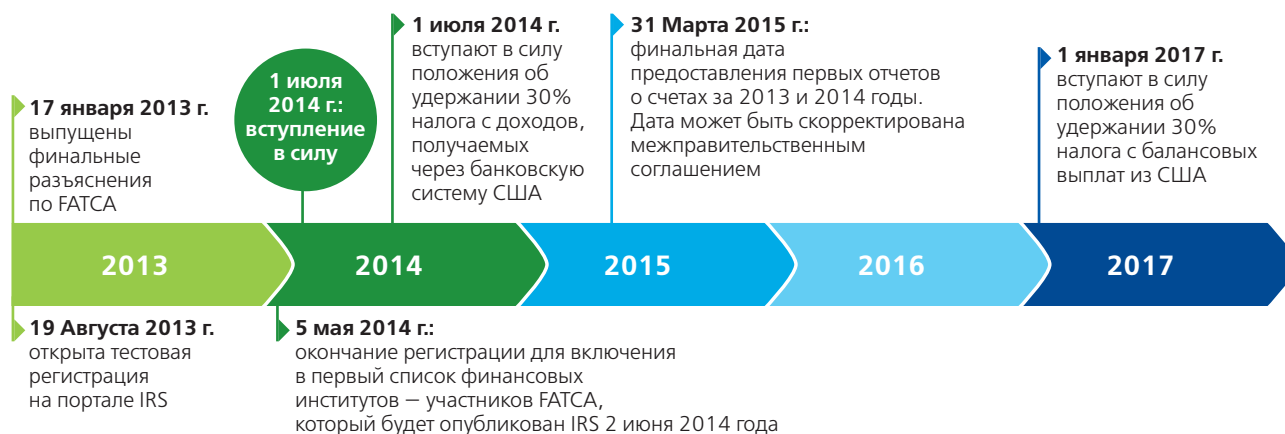 17 января 2013 г.
выпущены
финальные
разъяснения
по FATCA
1 июля
2014 г.:
вступление
в силу
1 июля 2014 г.
вступают в силу
положения об
удержании 30%
налога с доходов,
получаемых
через банковскую
систему США
31 Марта 2015 г.:
финальная дата
предоставления первых отчетов
о счетах за 2013 и 2014 годы.
Дата может быть скорректирована
межправительственным
соглашением
1 января 2017 г.
вступают в силу
положения об
удержании 30%
налога с балансовых
выплат из США
2013
2014
2015
2016
2017
19 Августа 2013 г.
открыта тестовая
регистрация
на портале IRS
5 мая 2014 г.:
окончание регистрации для включения
в первый список финансовых
институтов — участников FATCA,
который будет опубликован IRS 2 июня 2014 года